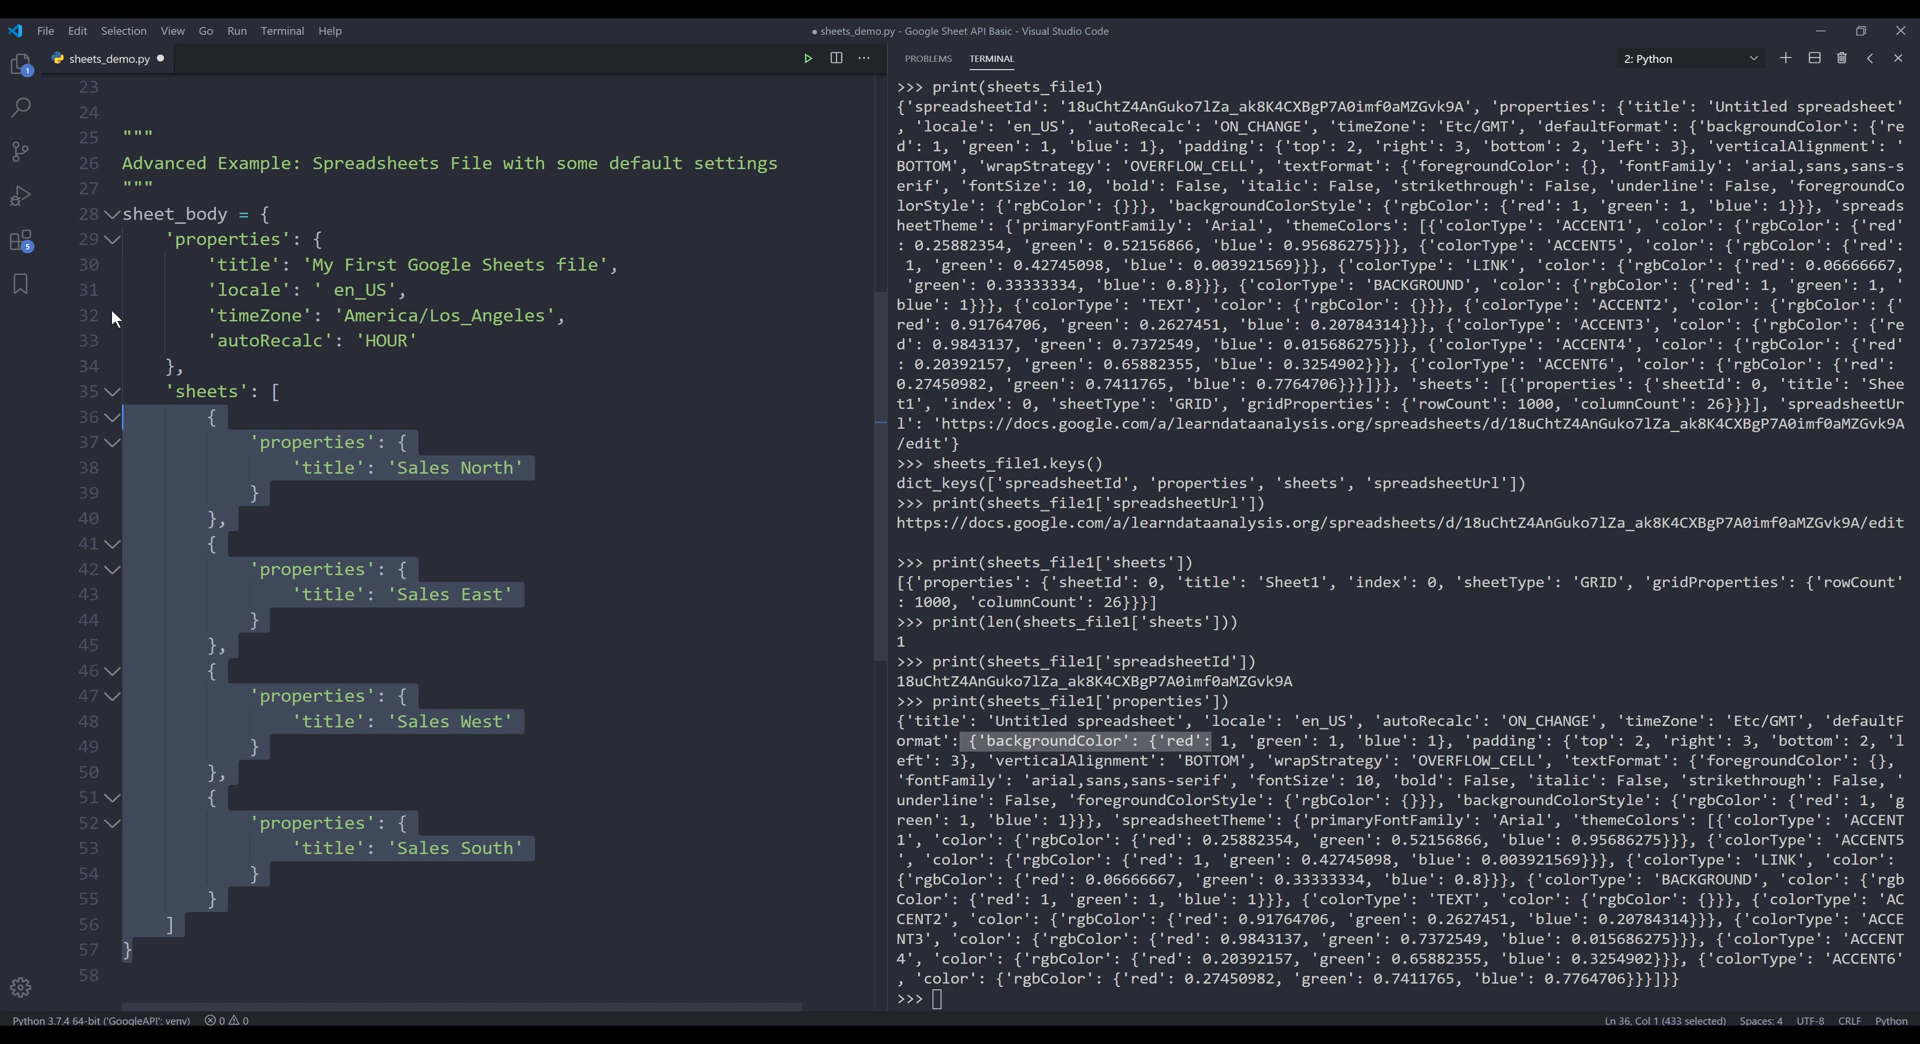 File Edit Selection View Go Run Terminal Help
● sheets_demo.py - Google Sheet API Basic - Visual Studio Code
1
sheets_demo.py ●
5
23
24
25 """
26 Advanced Example: Spreadsheets File with some default settings
27 """
28 sheet_body = {
29 'properties': {
30 'title': 'My First Google Sheets file',
31 'locale': ' en_US',
32 'timeZone': 'America/Los_Angeles',
33 'autoRecalc': 'HOUR'
34 },
35 'sheets': [
36 {
37 'properties': {
38 'title': 'Sales North'
39 }
40 },
41 {
42 'properties': {
43 'title': 'Sales East'
44 }
45 },
46 {
47 'properties': {
48 'title': 'Sales West'
49 }
50 },
51 {
52 'properties': {
53 'title': 'Sales South'
54 }
55 }
56 ]
57 }
58
PROBLEMS TERMINAL
2: Python
>>> print(sheets_file1)
{'spreadsheetId': '18uChtZ4AnGuko7lZa_ak8K4CXBgP7A0imf0aMZGvk9A', 'properties': {'title': 'Untitled spreadsheet'
, 'locale': 'en_US', 'autoRecalc': 'ON_CHANGE', 'timeZone': 'Etc/GMT', 'defaultFormat': {'backgroundColor': {'re
d': 1, 'green': 1, 'blue': 1}, 'padding': {'top': 2, 'right': 3, 'bottom': 2, 'left': 3}, 'verticalAlignment': '
BOTTOM', 'wrapStrategy': 'OVERFLOW_CELL', 'textFormat': {'foregroundColor': {}, 'fontFamily': 'arial,sans,sans-s
erif', 'fontSize': 10, 'bold': False, 'italic': False, 'strikethrough': False, 'underline': False, 'foregroundCo
lorStyle': {'rgbColor': {}}}, 'backgroundColorStyle': {'rgbColor': {'red': 1, 'green': 1, 'blue': 1}}}, 'spreads
heetTheme': {'primaryFontFamily': 'Arial', 'themeColors': [{'colorType': 'ACCENT1', 'color': {'rgbColor': {'red'
: 0.25882354, 'green': 0.52156866, 'blue': 0.95686275}}}, {'colorType': 'ACCENT5', 'color': {'rgbColor': {'red':
1, 'green': 0.42745098, 'blue': 0.003921569}}}, {'colorType': 'LINK', 'color': {'rgbColor': {'red': 0.06666667,
'green': 0.33333334, 'blue': 0.8}}}, {'colorType': 'BACKGROUND', 'color': {'rgbColor': {'red': 1, 'green': 1, '
blue': 1}}}, {'colorType': 'TEXT', 'color': {'rgbColor': {}}}, {'colorType': 'ACCENT2', 'color': {'rgbColor': {'
red': 0.91764706, 'green': 0.2627451, 'blue': 0.20784314}}}, {'colorType': 'ACCENT3', 'color': {'rgbColor': {'re
d': 0.9843137, 'green': 0.7372549, 'blue': 0.015686275}}}, {'colorType': 'ACCENT4', 'color': {'rgbColor': {'red'
: 0.20392157, 'green': 0.65882355, 'blue': 0.3254902}}}, {'colorType': 'ACCENT6', 'color': {'rgbColor': {'red':
0.27450982, 'green': 0.7411765, 'blue': 0.7764706}}}]}}, 'sheets': [{'properties': {'sheetId': 0, 'title': 'Shee
t1', 'index': 0, 'sheetType': 'GRID', 'gridProperties': {'rowCount': 1000, 'columnCount': 26}}}], 'spreadsheetUr
l': 'https://docs.google.com/a/learndataanalysis.org/spreadsheets/d/18uChtZ4AnGuko7lZa_ak8K4CXBgP7A0imf0aMZGvk9A
/edit'}
>>> sheets_file1.keys()
dict_keys(['spreadsheetId', 'properties', 'sheets', 'spreadsheetUrl'])
>>> print(sheets_file1['spreadsheetUrl'])
https://docs.google.com/a/learndataanalysis.org/spreadsheets/d/18uChtZ4AnGuko7lZa_ak8K4CXBgP7A0imf0aMZGvk9A/edit
>>> print(sheets_file1['sheets'])
[{'properties': {'sheetId': 0, 'title': 'Sheet1', 'index': 0, 'sheetType': 'GRID', 'gridProperties': {'rowCount'
: 1000, 'columnCount': 26}}}]
>>> print(len(sheets_file1['sheets']))
1
>>> print(sheets_file1['spreadsheetId'])
18uChtZ4AnGuko7lZa_ak8K4CXBgP7A0imf0aMZGvk9A
>>> print(sheets_file1['properties'])
{'title': 'Untitled spreadsheet', 'locale': 'en_US', 'autoRecalc': 'ON_CHANGE', 'timeZone': 'Etc/GMT', 'defaultF
ormat': {'backgroundColor': {'red': 1, 'green': 1, 'blue': 1}, 'padding': {'top': 2, 'right': 3, 'bottom': 2, 'l
eft': 3}, 'verticalAlignment': 'BOTTOM', 'wrapStrategy': 'OVERFLOW_CELL', 'textFormat': {'foregroundColor': {},
'fontFamily': 'arial,sans,sans-serif', 'fontSize': 10, 'bold': False, 'italic': False, 'strikethrough': False, '
underline': False, 'foregroundColorStyle': {'rgbColor': {}}}, 'backgroundColorStyle': {'rgbColor': {'red': 1, 'g
reen': 1, 'blue': 1}}}, 'spreadsheetTheme': {'primaryFontFamily': 'Arial', 'themeColors': [{'colorType': 'ACCENT
1', 'color': {'rgbColor': {'red': 0.25882354, 'green': 0.52156866, 'blue': 0.95686275}}}, {'colorType': 'ACCENT5
', 'color': {'rgbColor': {'red': 1, 'green': 0.42745098, 'blue': 0.003921569}}}, {'colorType': 'LINK', 'color':
{'rgbColor': {'red': 0.06666667, 'green': 0.33333334, 'blue': 0.8}}}, {'colorType': 'BACKGROUND', 'color': {'rgb
Color': {'red': 1, 'green': 1, 'blue': 1}}}, {'colorType': 'TEXT', 'color': {'rgbColor': {}}}, {'colorType': 'AC
CENT2', 'color': {'rgbColor': {'red': 0.91764706, 'green': 0.2627451, 'blue': 0.20784314}}}, {'colorType': 'ACCE
NT3', 'color': {'rgbColor': {'red': 0.9843137, 'green': 0.7372549, 'blue': 0.015686275}}}, {'colorType': 'ACCENT
4', 'color': {'rgbColor': {'red': 0.20392157, 'green': 0.65882355, 'blue': 0.3254902}}}, {'colorType': 'ACCENT6'
, 'color': {'rgbColor': {'red': 0.27450982, 'green': 0.7411765, 'blue': 0.7764706}}}]}}
>>>
Python 3.7.4 64-bit ('GoogleAPI': venv) 0 0
Ln 36, Col 1 (433 selected) Spaces: 4 UTF-8 CRLF Python